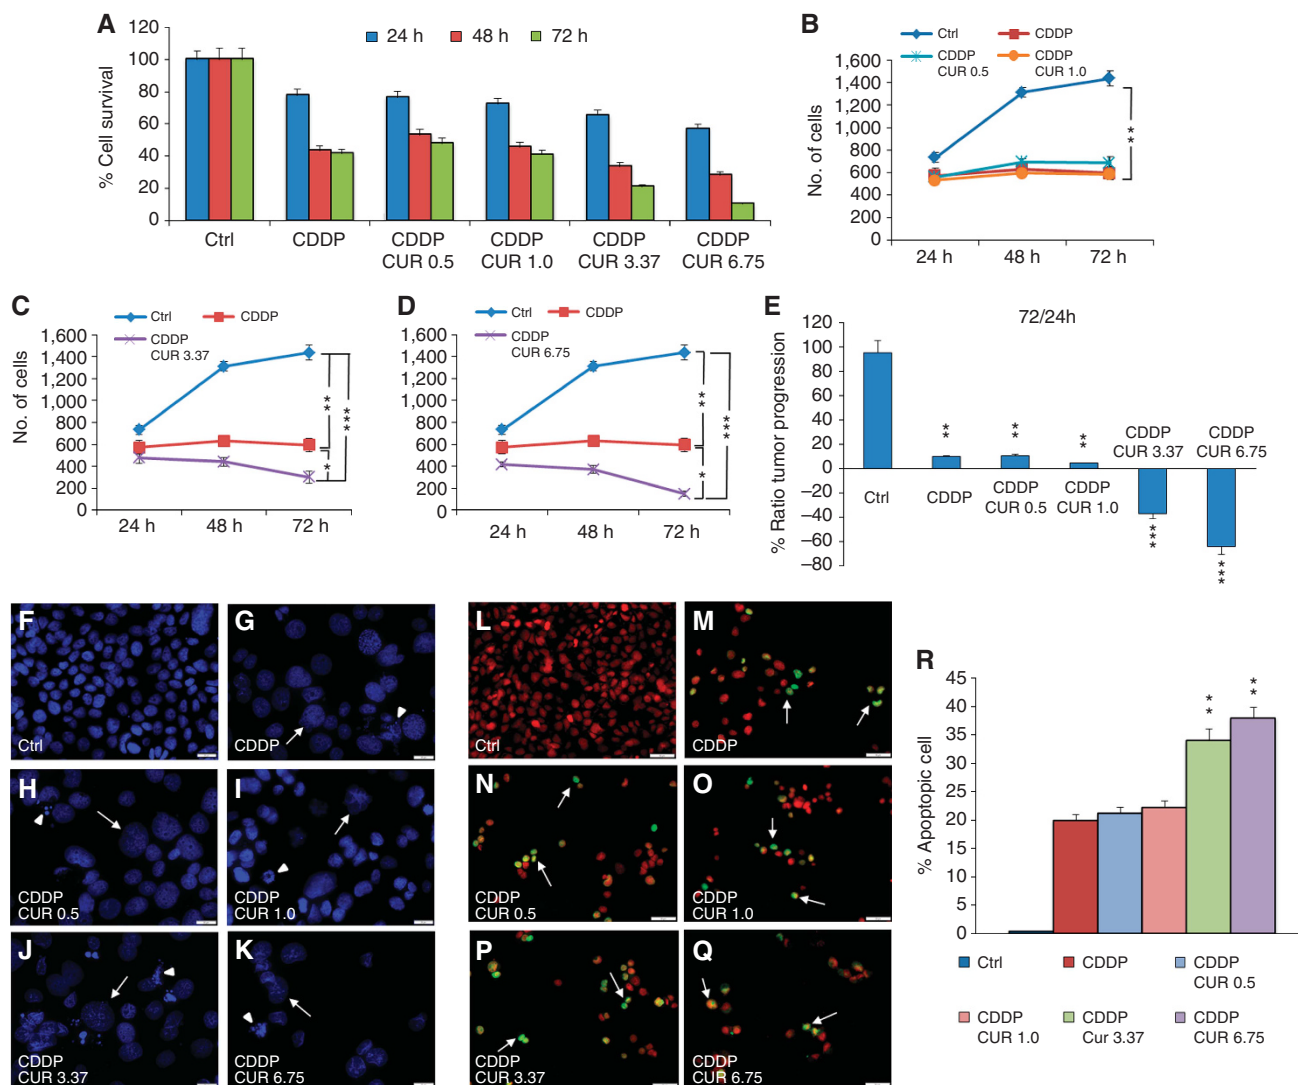 A
120
100
80
60
40
20
0
% Cell survival
24 h 48 h 72 h
Ctrl CDDP CDDP CDDP CDDP CDDP
CUR 0.5 CUR 1.0 CUR 3.37 CUR 6.75
B
Ctrl CDDP
CDDP CDDP
CUR 0.5 CUR 1.0
1,600
1,400
1,200
1,000
800
600
400
200
0
No. of cells
24 h 48 h 72 h
**
C
Ctrl CDDP
CDDP
CUR 3.37
1,600
1,400
1,200
1,000
800
600
400
200
0
No. of cells
24 h 48 h 72 h
**
***
*
D
Ctrl CDDP
CDDP
CUR 6.75
1,600
1,400
1,200
1,000
800
600
400
200
0
24 h 48 h 72 h
**
***
*
E
72/24h
120
100
80
60
40
20
0
–20
–40
–60
–80
% Ratio tumor progression
Ctrl
CDDP
**
CDDP
CUR 0.5
**
CDDP
CUR 1.0
**
CDDP
CUR 3.37
***
CDDP
CUR 6.75
***
F
Ctrl
G
CDDP
H
CDDP
CUR 0.5
I
CDDP
CUR 1.0
J
CDDP
CUR 3.37
K
CDDP
CUR 6.75
L
Ctrl
M
CDDP
N
CDDP
CUR 0.5
O
CDDP
CUR 1.0
P
CDDP
CUR 3.37
Q
CDDP
CUR 6.75
R
45
40
35
30
25
20
15
10
5
0
% Apoptopic cell
**
**
Ctrl CDDP CDDP
CUR 0.5
CDDP CDDP CDDP
CUR 1.0 Cur 3.37 CUR 6.75